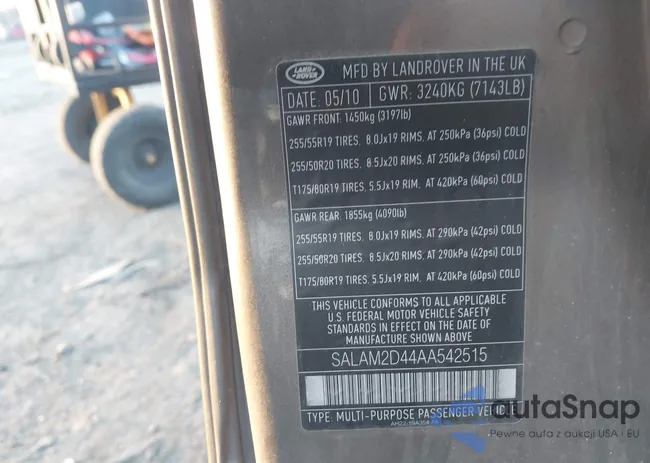 LAND ROVER
MFD BY LANDROVER IN THE UK
DATE: 05/10 GWR: 3240KG (7143LB)
GAWR FRONT: 1450kg (3197lb)
255/55R19 TIRES. 8.0Jx19 RIMS. AT 250kPa (36psi) COLD
255/50R20 TIRES. 8.5Jx20 RIMS. AT 250kPa (36psi) COLD
T175/80R19 TIRES. 5.5Jx19 RIM. AT 420kPa (60psi) COLD
GAWR REAR: 1855kg (4090lb)
255/55R19 TIRES. 8.0Jx19 RIMS. AT 290kPa (42psi) COLD
255/50R20 TIRES. 8.5Jx20 RIMS. AT 290kPa (42psi) COLD
T175/80R19 TIRES. 5.5Jx19 RIM. AT 420kPa (60psi) COLD
THIS VEHICLE CONFORMS TO ALL APPLICABLE
U.S. FEDERAL MOTOR VEHICLE SAFETY
STANDARDS IN EFFECT ON THE DATE OF
MANUFACTURE SHOWN ABOVE
SALAM2D44AA542515
TYPE: MULTI-PURPOSE PASSENGER VEHICLE
autaSnap
Pewne auta z aukcji USA i EU